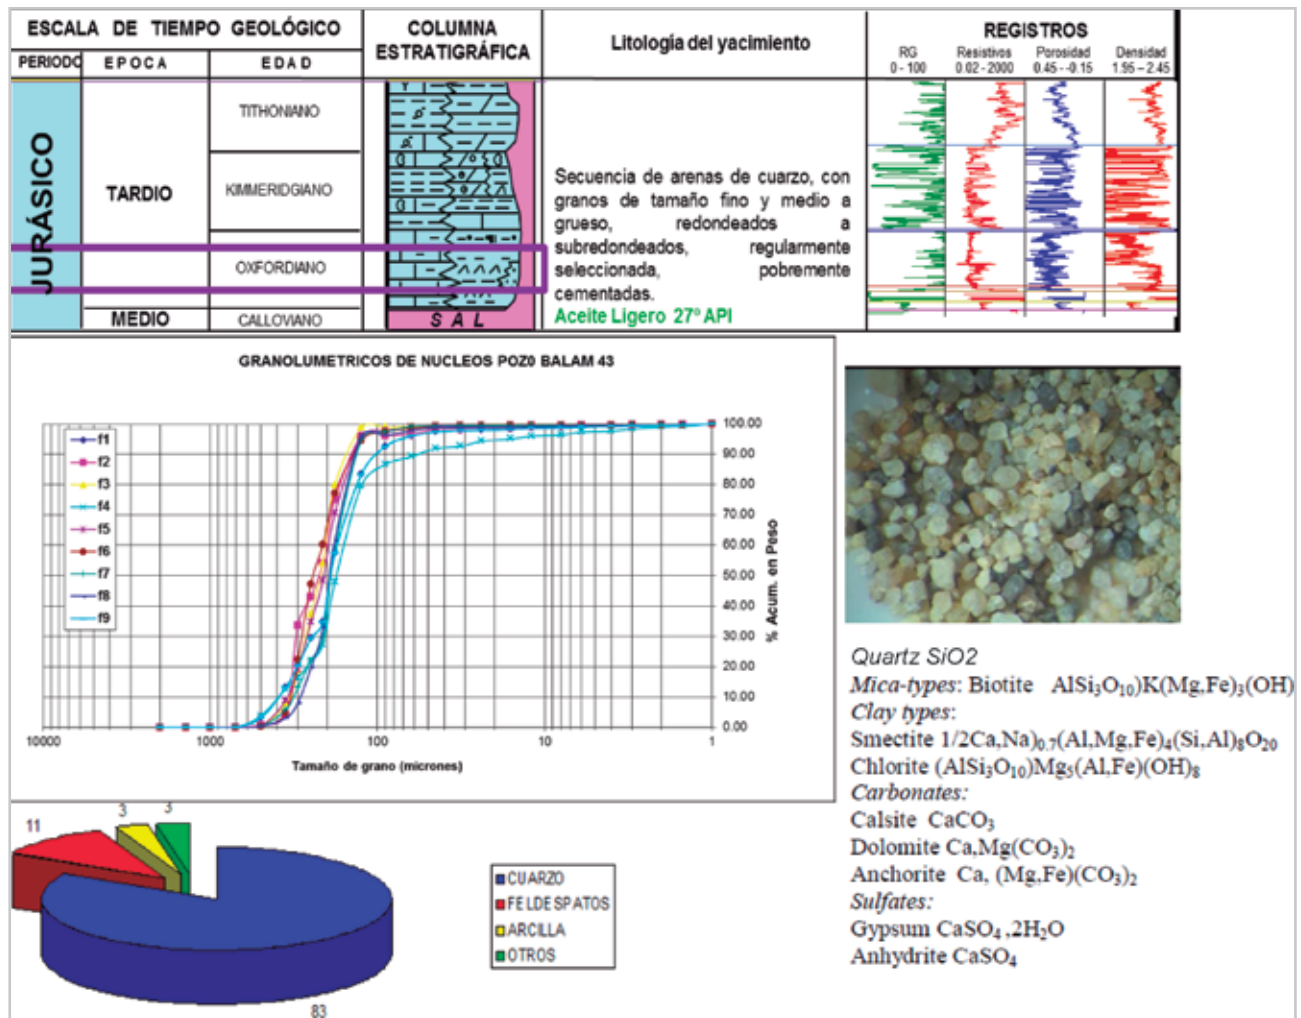 ESCALA DE TIEMPO GEOLÓGICO
COLUMNA
ESTRATIGRÁFICA
Litología del yacimiento
REGISTROS
PERIODO
EPOCA
EDAD
RG
0 - 100
Resistivos
0.02 - 2000
Porosidad
0.45 - -0.15
Densidad
1.95 – 2.45
JURÁSICO
TARDIO
MEDIO
TITHONIANO
KIMMERIDGIANO
OXFORDIANO
CALLOVIANO
SAL
Secuencia de arenas de cuarzo, con
granos de tamaño fino y medio a
grueso, redondeados a
subredondeados, regularmente
seleccionada, pobremente
cementadas.
Aceite Ligero 27º API
GRANOLUMETRICOS DE NUCLEOS POZ0 BALAM 43
f1
f2
f3
f4
f5
f6
f7
f8
f9
100.00
90.00
80.00
70.00
60.00
50.00
40.00
30.00
20.00
10.00
0.00
% Acum. en Peso
10000
1000
100
10
1
Tamaño de grano (micrones)
Quartz SiO2
Mica-types: Biotite AlSi₃O₁₀)K(Mg,Fe)₃(OH)
Clay types:
Smectite 1/2Ca,Na)₀.₇(Al,Mg,Fe)₄(Si,Al)₈O₂₀
Chlorite (AlSi₃O₁₀)Mg₅(Al,Fe)(OH)₈
Carbonates:
Calsite CaCO₃
Dolomite Ca,Mg(CO₃)₂
Anchorite Ca, (Mg,Fe)(CO₃)₂
Sulfates:
Gypsum CaSO₄,2H₂O
Anhydrite CaSO₄
11
3
3
83
CUARZO
FELDESPATOS
ARCILLA
OTROS